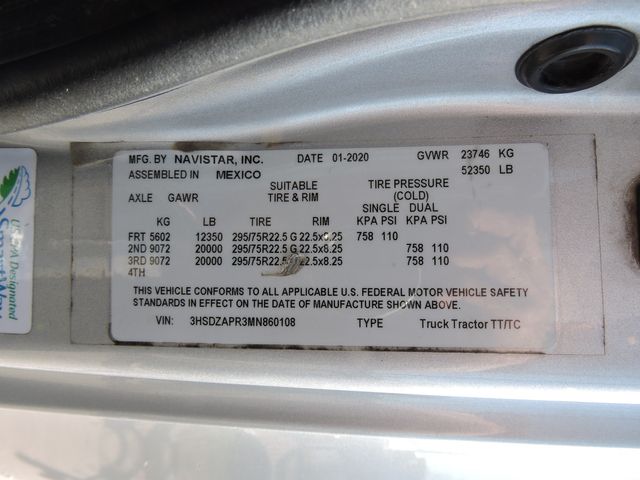 MFG. BY NAVISTAR, INC. DATE 01-2020 GVWR 23746 KG
ASSEMBLED IN MEXICO 52350 LB
SUITABLE TIRE PRESSURE
AXLE GAWR TIRE & RIM (COLD)
SINGLE DUAL
KG LB TIRE RIM KPA PSI KPA PSI
FRT 5602 12350 295/75R22.5 G 22.5x8.25 758 110
2ND 9072 20000 295/75R22.5 G 22.5x8.25 758 110
3RD 9072 20000 295/75R22.5 22.5x8.25 758 110
4TH
THIS VEHICLE CONFORMS TO ALL APPLICABLE U.S. FEDERAL MOTOR VEHICLE SAFETY
STANDARDS IN EFFECT ON THE DATE OF MANUFACTURE SHOWN ABOVE.
VIN: 3HSDZAPR3MN860108 TYPE Truck Tractor TT/TC
Designated